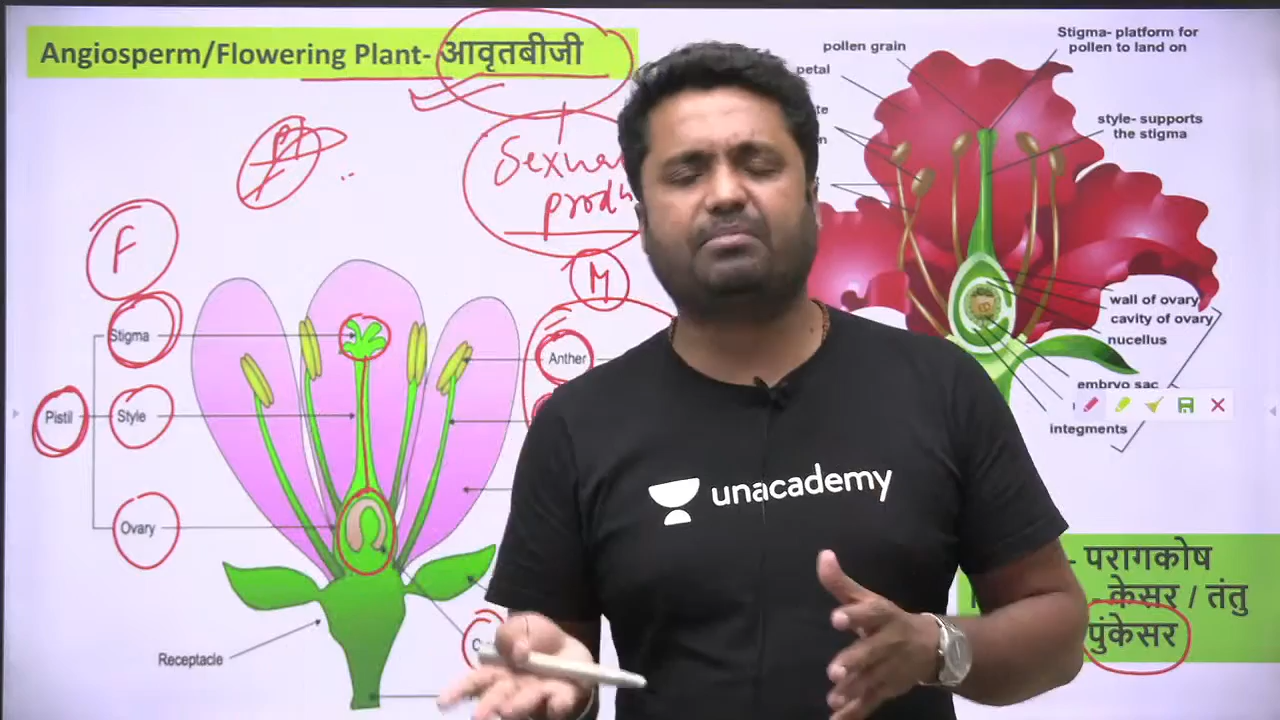 Angiosperm/Flowering Plant- आवृतबीजी
Sexua
produ
F
M
Stigma
Style
Pistil
Ovary
Receptacle
Anther
pollen grain
petal
Stigma- platform for
pollen to land on
style- supports
the stigma
wall of ovary
cavity of ovary
nucellus
embryo sac
integments
unacademy
- परागकोष
- केसर / तंतु
पुंकेसर